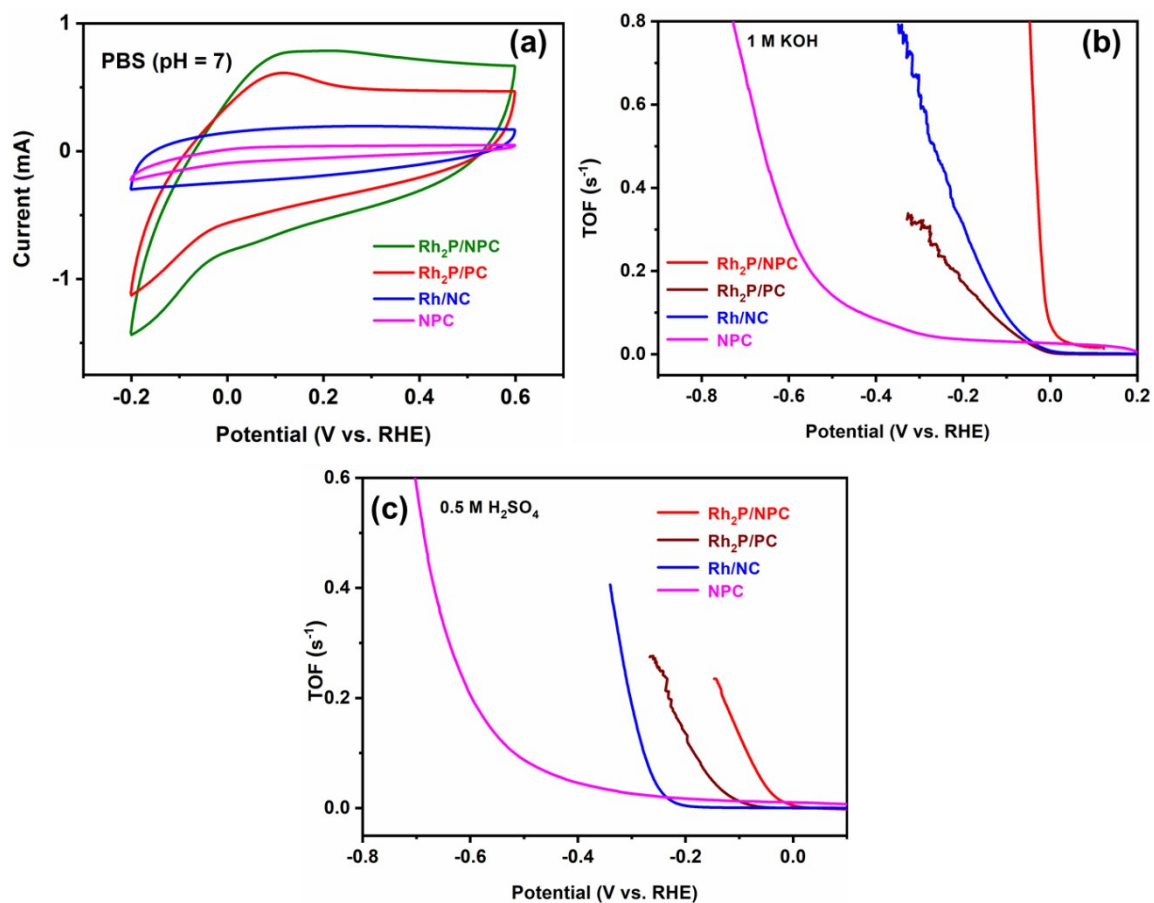 (a)
PBS (pH = 7)
Current (mA)
1
0
-1
Rh₂P/NPC
Rh₂P/PC
Rh/NC
NPC
-0.2 0.0 0.2 0.4 0.6
Potential (V vs. RHE)
(b)
1 M KOH
TOF (s⁻¹)
0.8
0.6
0.4
0.2
0.0
Rh₂P/NPC
Rh₂P/PC
Rh/NC
NPC
-0.8 -0.6 -0.4 -0.2 0.0 0.2
Potential (V vs. RHE)
(c)
0.5 M H₂SO₄
TOF (s⁻¹)
0.6
0.4
0.2
0.0
Rh₂P/NPC
Rh₂P/PC
Rh/NC
NPC
-0.8 -0.6 -0.4 -0.2 0.0
Potential (V vs. RHE)